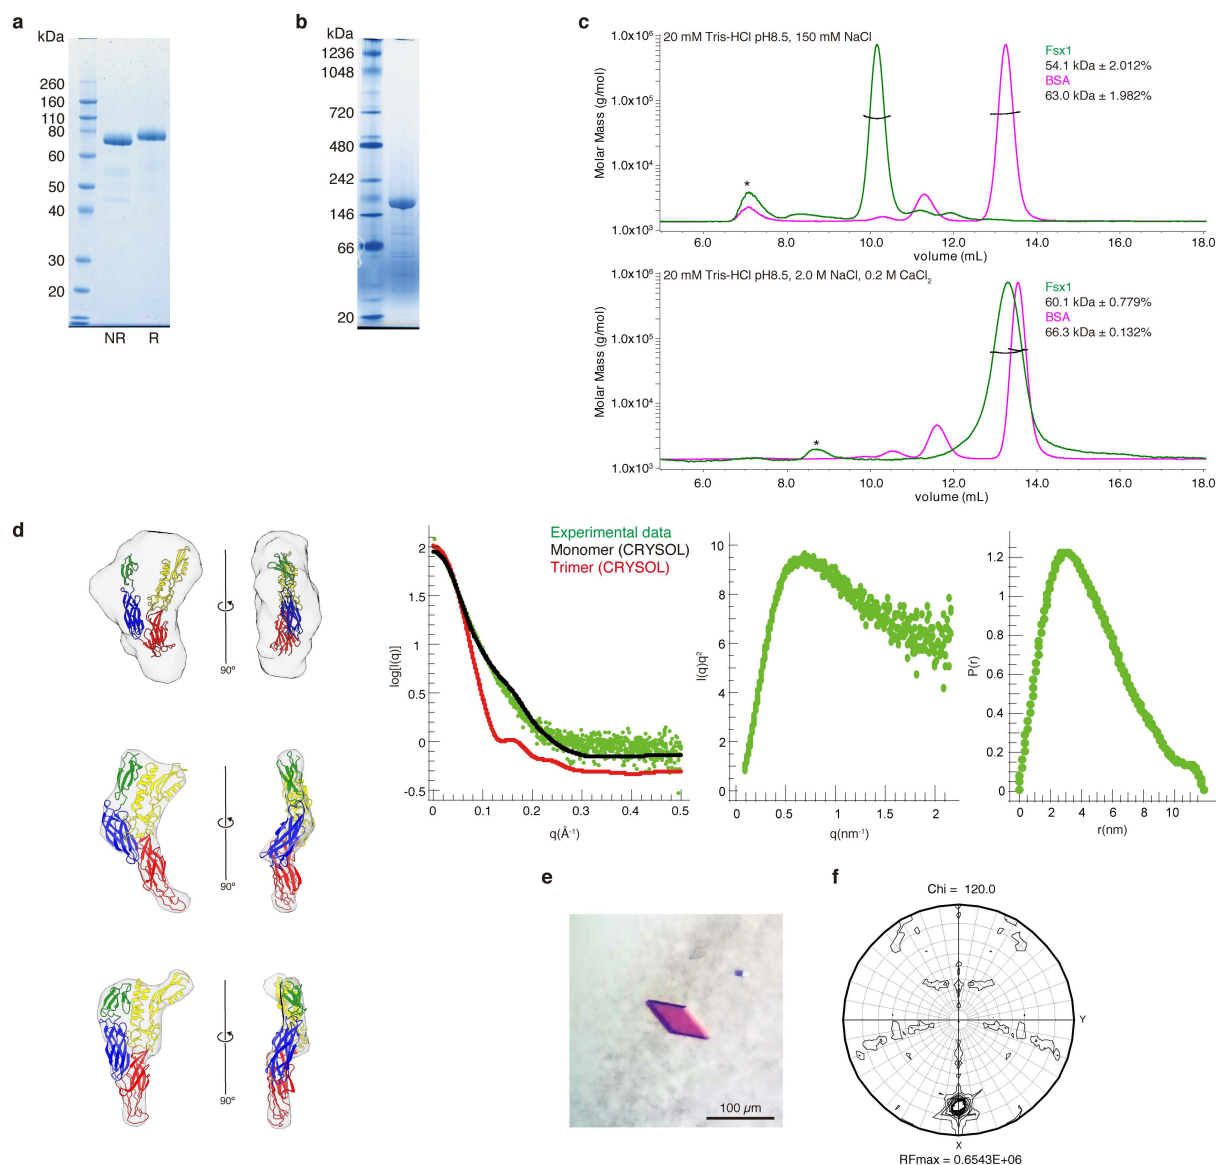 a
kDa
260
160
110
80
60
50
40
30
20
NR R
b
kDa
1236
1048
720
480
242
146
66
20
c
20 mM Tris-HCl pH8.5, 150 mM NaCl
Fsx1
54.1 kDa ± 2.012%
BSA
63.0 kDa ± 1.982%
Molar Mass (g/mol)
1.0x10⁶
1.0x10⁵
1.0x10⁴
1.0x10³
*
6.0 8.0 10.0 12.0 14.0 16.0 18.0
volume (mL)
20 mM Tris-HCl pH8.5, 2.0 M NaCl, 0.2 M CaCl₂
Fsx1
60.1 kDa ± 0.779%
BSA
66.3 kDa ± 0.132%
Molar Mass (g/mol)
1.0x10⁶
1.0x10⁵
1.0x10⁴
1.0x10³
*
6.0 8.0 10.0 12.0 14.0 16.0 18.0
volume (mL)
d
90°
90°
90°
Experimental data
Monomer (CRYSOL)
Trimer (CRYSOL)
log[I(q)]
2
1.5
1
0.5
0
-0.5
0 0.1 0.2 0.3 0.4 0.5
q(Å⁻¹)
I(q)q²
10
8
6
4
2
0
0 0.5 1 1.5 2
q(nm⁻¹)
P(r)
1.2
1
0.8
0.6
0.4
0.2
0
0 2 4 6 8 10
r(nm)
e
100 µm
f
Chi = 120.0
Y
X
RFmax = 0.6543E+06